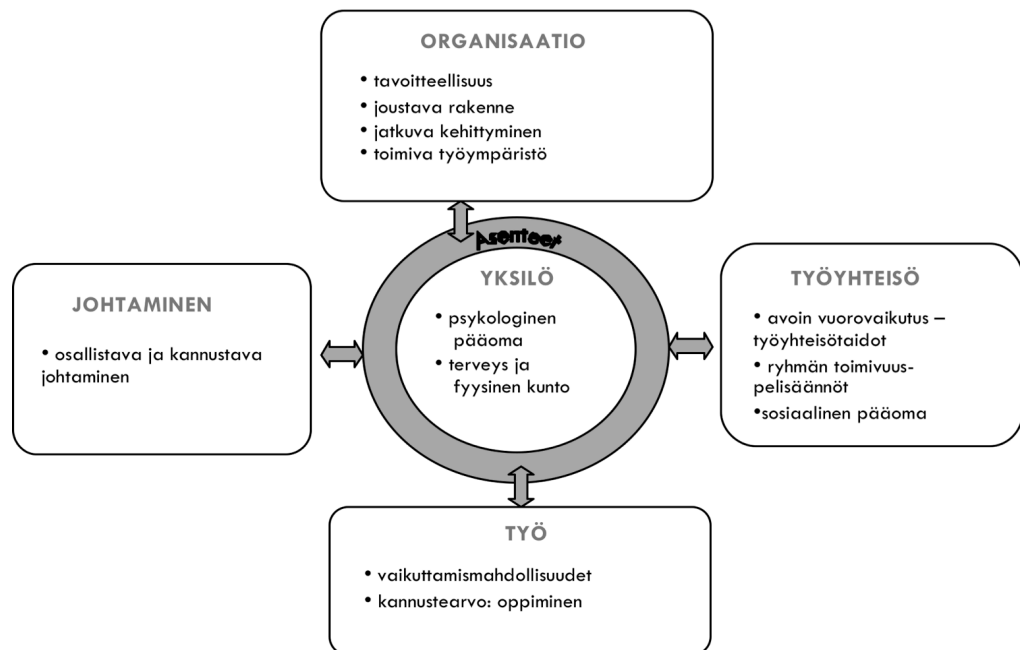 ORGANISAATIO
• tavoitteellisuus
• joustava rakenne
• jatkuva kehittyminen
• toimiva työympäristö
Asenteet
JOHTAMINEN
• osallistava ja kannustava
johtaminen
YKSILÖ
• psykologinen
pääoma
• terveys ja
fyysinen kunto
TYÖYHTEISÖ
• avoin vuorovaikutus –
työyhteisötaidot
• ryhmän toimivuus-
pelisäännöt
•sosiaalinen pääoma
TYÖ
• vaikuttamismahdollisuudet
• kannustearvo: oppiminen